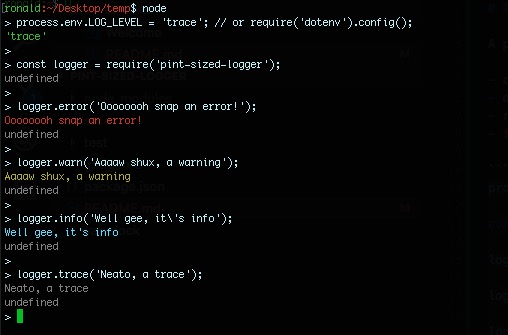 ronald:~/Desktop/temp$ node
> process.env.LOG_LEVEL = 'trace'; // or require('dotenv').config();
'trace'
>
> const logger = require('pint-sized-logger');
undefined
>
> logger.error('Oooooooh snap an error!');
Oooooooh snap an error!
undefined
>
> logger.warn('Aaaaw shux, a warning');
Aaaaw shux, a warning
undefined
>
> logger.info('Well gee, it\'s info');
Well gee, it's info
undefined
>
> logger.trace('Neato, a trace');
Neato, a trace
undefined
>